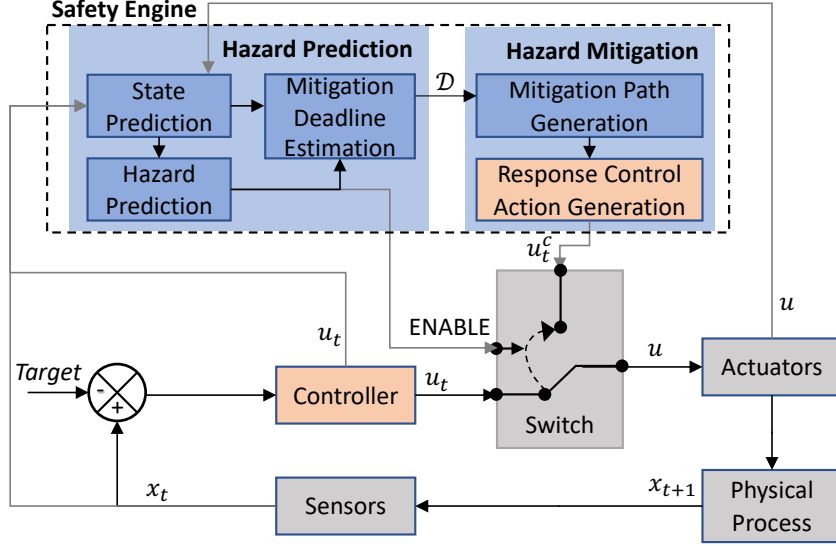 Safety Engine
Hazard Prediction
Hazard Mitigation
State
Prediction
Mitigation
Deadline
Estimation
𝒟
Mitigation Path
Generation
Hazard
Prediction
Response Control
Action Generation
u_t^c
u
u_t
ENABLE
Target
-
+
Controller
u_t
Switch
u
Actuators
x_t
Sensors
x_{t+1}
Physical
Process